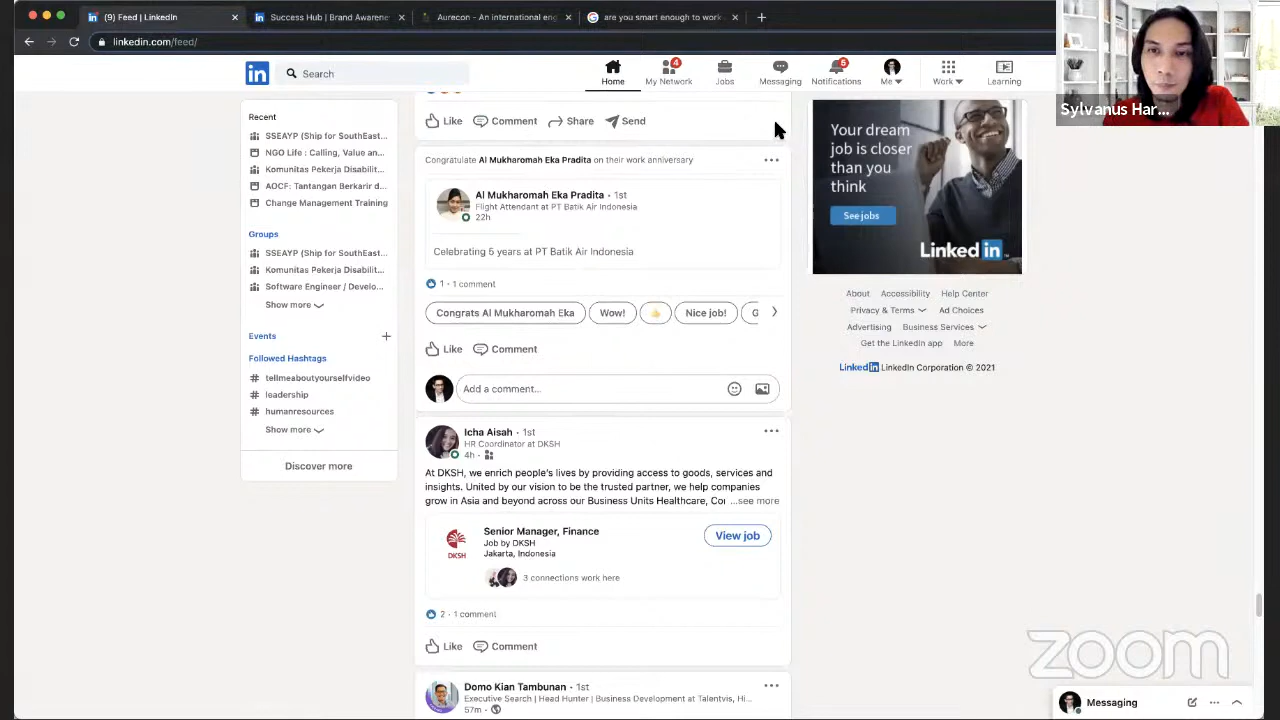 (9) Feed | LinkedIn
Success Hub | Brand Awarene
Aurecon - An international eng
are you smart enough to work
linkedin.com/feed/
in
Search
Home
4
My Network
Jobs
Messaging
5
Notifications
Me
Work
Learning
Sylvanus Har...
Recent
SSEAYP (Ship for SouthEast...
NGO Life : Calling, Value an...
Komunitas Pekerja Disabilit...
AOCF: Tantangan Berkarir d...
Change Management Training
Groups
SSEAYP (Ship for SouthEast...
Komunitas Pekerja Disabilit...
Software Engineer / Develo...
Show more
Events
Followed Hashtags
# tellmeaboutyourselfvideo
# leadership
# humanresources
Show more
Discover more
Like Comment Share Send
Congratulate Al Mukharomah Eka Pradita on their work anniversary
Al Mukharomah Eka Pradita · 1st
Flight Attendant at PT Batik Air Indonesia
22h
Celebrating 5 years at PT Batik Air Indonesia
1 · 1 comment
Congrats Al Mukharomah Eka
Wow!
Nice job!
G
Like Comment
Add a comment...
Icha Aisah · 1st
HR Coordinator at DKSH
4h ·
At DKSH, we enrich people's lives by providing access to goods, services and
insights. United by our vision to be the trusted partner, we help companies
grow in Asia and beyond across our Business Units Healthcare, Cor ...see more
DKSH
Senior Manager, Finance
Job by DKSH
Jakarta, Indonesia
View job
3 connections work here
2 · 1 comment
Like Comment
Domo Kian Tambunan · 1st
Executive Search | Head Hunter | Business Development at Talentvis, Hi...
57m ·
Your dream
job is closer
than you
think
See jobs
Linked in
About Accessibility Help Center
Privacy & Terms Ad Choices
Advertising Business Services
Get the LinkedIn app More
Linked in LinkedIn Corporation © 2021
zoom
Messaging